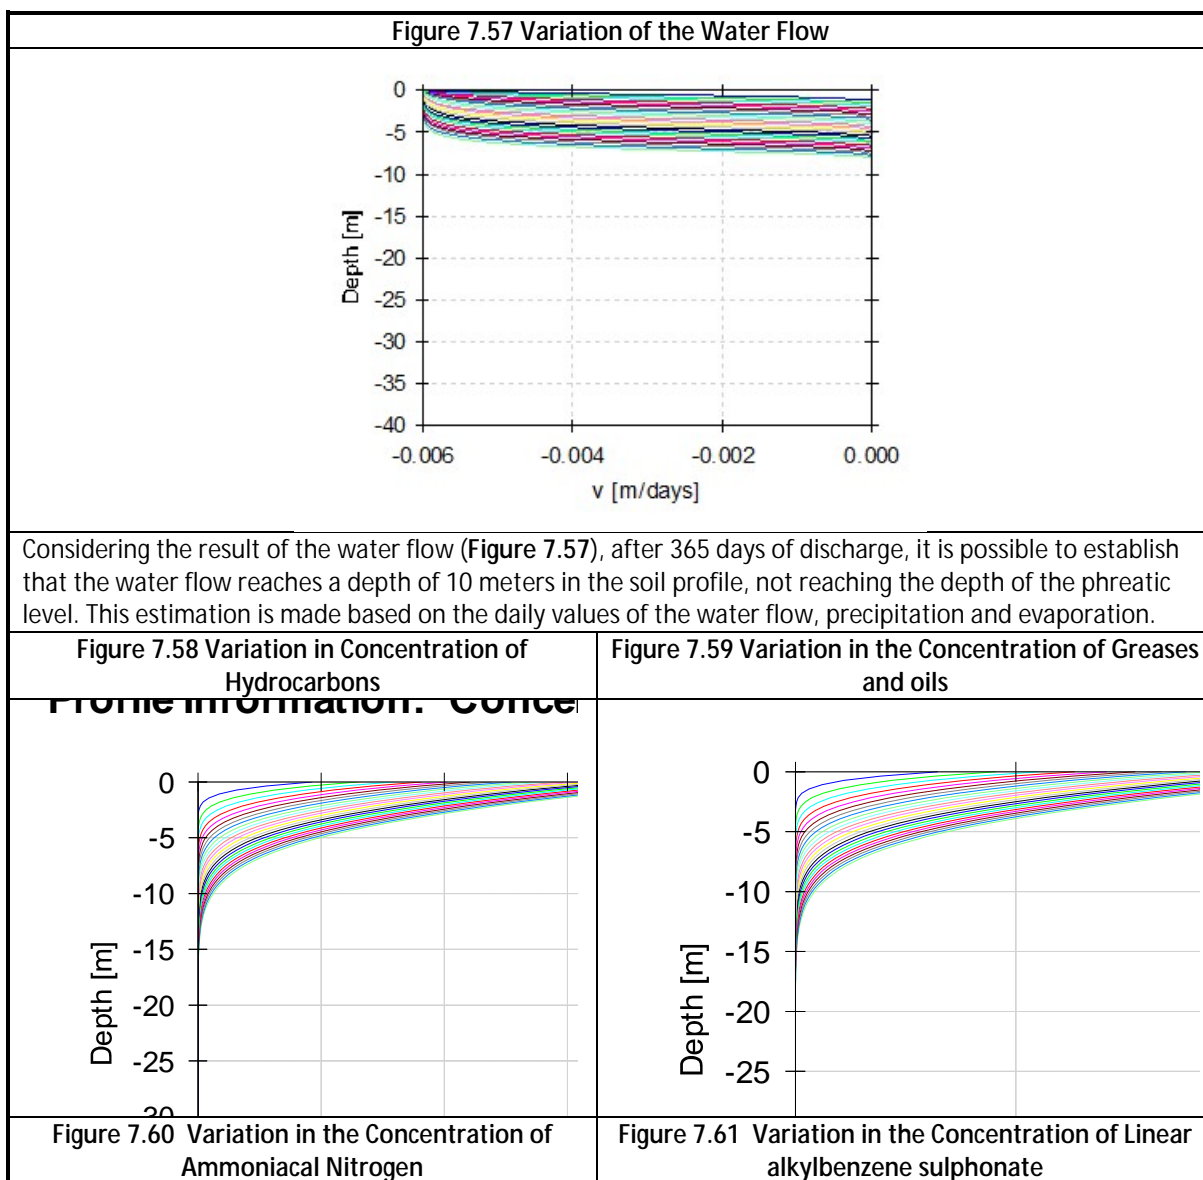 Figure 7.57 Variation of the Water Flow
0
-5
-10
-15
-20
-25
-30
-35
-40
Depth [m]
-0.006 -0.004 -0.002 0.000
v [m/days]
Considering the result of the water flow (Figure 7.57), after 365 days of discharge, it is possible to establish
that the water flow reaches a depth of 10 meters in the soil profile, not reaching the depth of the phreatic
level. This estimation is made based on the daily values of the water flow, precipitation and evaporation.
Figure 7.58 Variation in Concentration of
Hydrocarbons
Profile Information: Conce
0
-5
-10
-15
-20
-25
Depth [m]
Figure 7.59 Variation in the Concentration of Greases
and oils
0
-5
-10
-15
-20
-25
Depth [m]
Figure 7.60 Variation in the Concentration of
Ammoniacal Nitrogen
Figure 7.61 Variation in the Concentration of Linear
alkylbenzene sulphonate